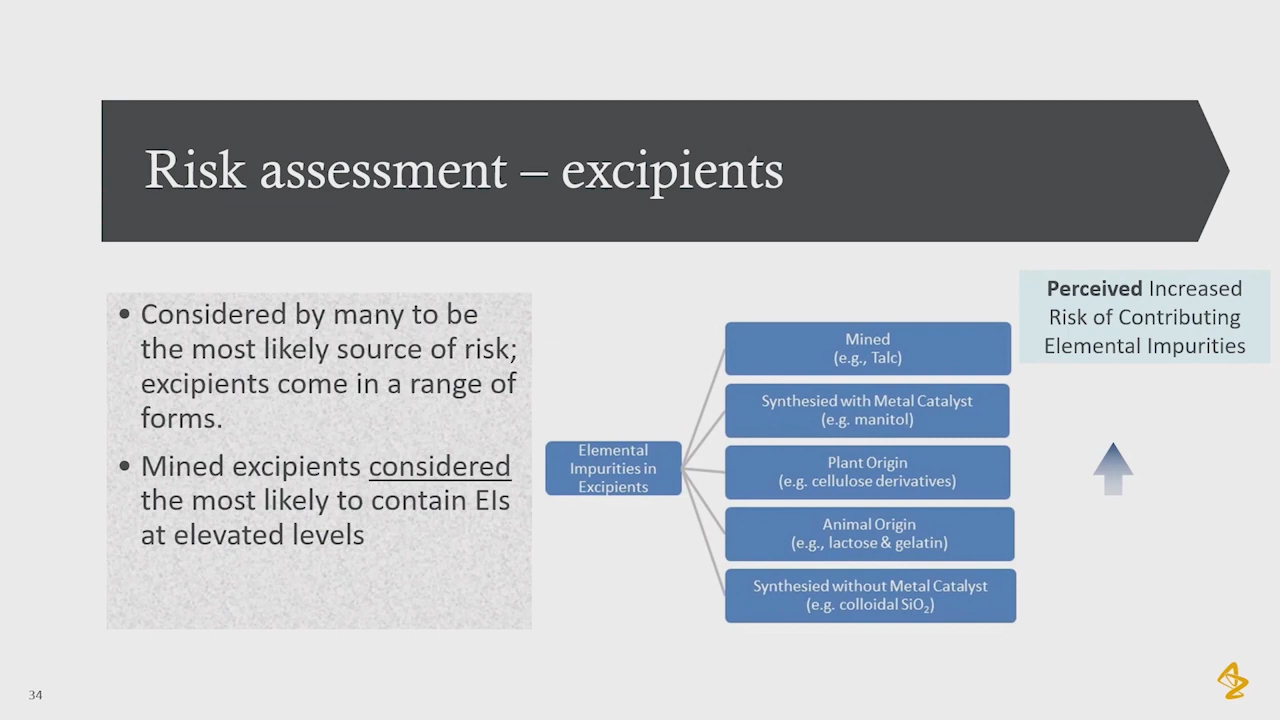 Risk assessment – excipients
• Considered by many to be
the most likely source of risk;
excipients come in a range of
forms.
• Mined excipients considered
the most likely to contain EIs
at elevated levels
Elemental
Impurities in
Excipients
Mined
(e.g., Talc)
Synthesied with Metal Catalyst
(e.g. manitol)
Plant Origin
(e.g. cellulose derivatives)
Animal Origin
(e.g., lactose & gelatin)
Synthesied without Metal Catalyst
(e.g. colloidal SiO₂)
Perceived Increased
Risk of Contributing
Elemental Impurities
34